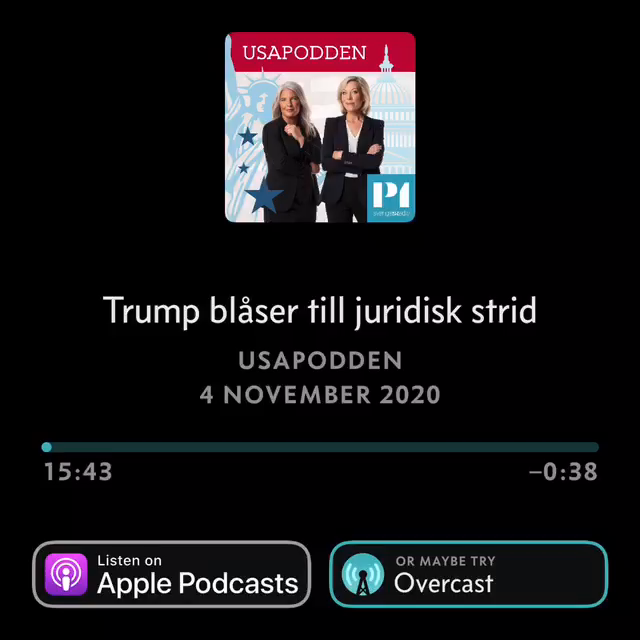 USAPODDEN
P1
Trump blåser till juridisk strid
USAPODDEN
4 NOVEMBER 2020
15:43
–0:38
Listen on
Apple Podcasts
OR MAYBE TRY
Overcast